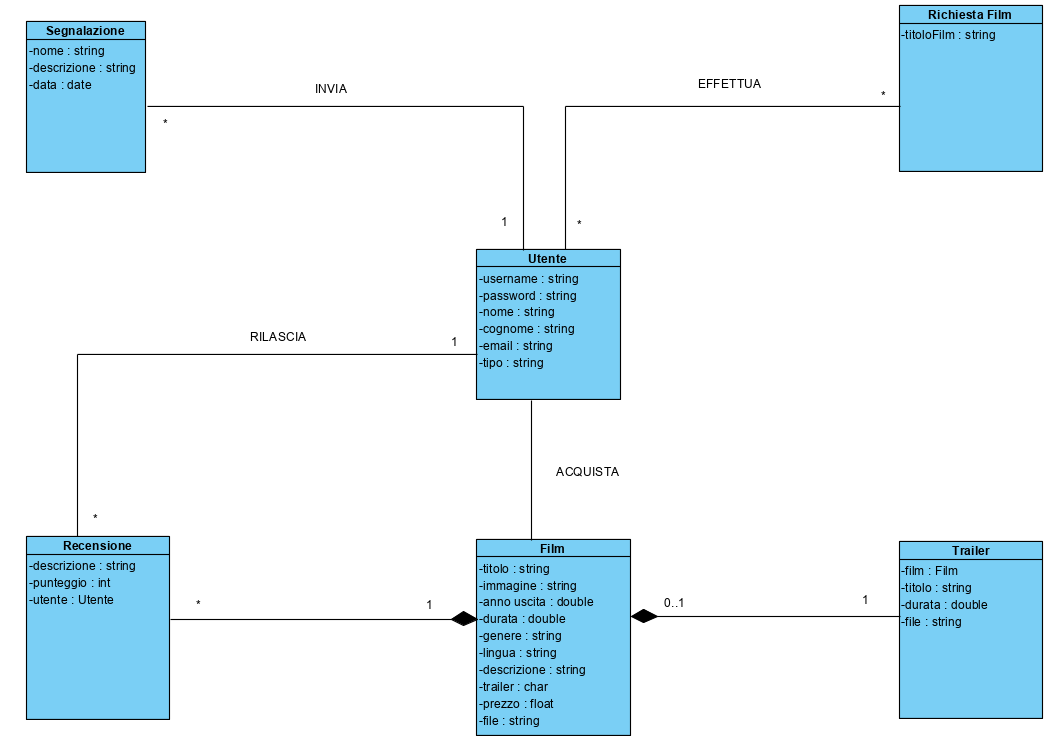 Segnalazione
-nome : string
-descrizione : string
-data : date
INVIA
*
1
Richiesta Film
-titoloFilm : string
EFFETTUA
*
*
Utente
-username : string
-password : string
-nome : string
-cognome : string
-email : string
-tipo : string
RILASCIA
1
*
ACQUISTA
Recensione
-descrizione : string
-punteggio : int
-utente : Utente
*
1
Film
-titolo : string
-immagine : string
-anno uscita : double
-durata : double
-genere : string
-lingua : string
-descrizione : string
-trailer : char
-prezzo : float
-file : string
0..1
1
Trailer
-film : Film
-titolo : string
-durata : double
-file : string